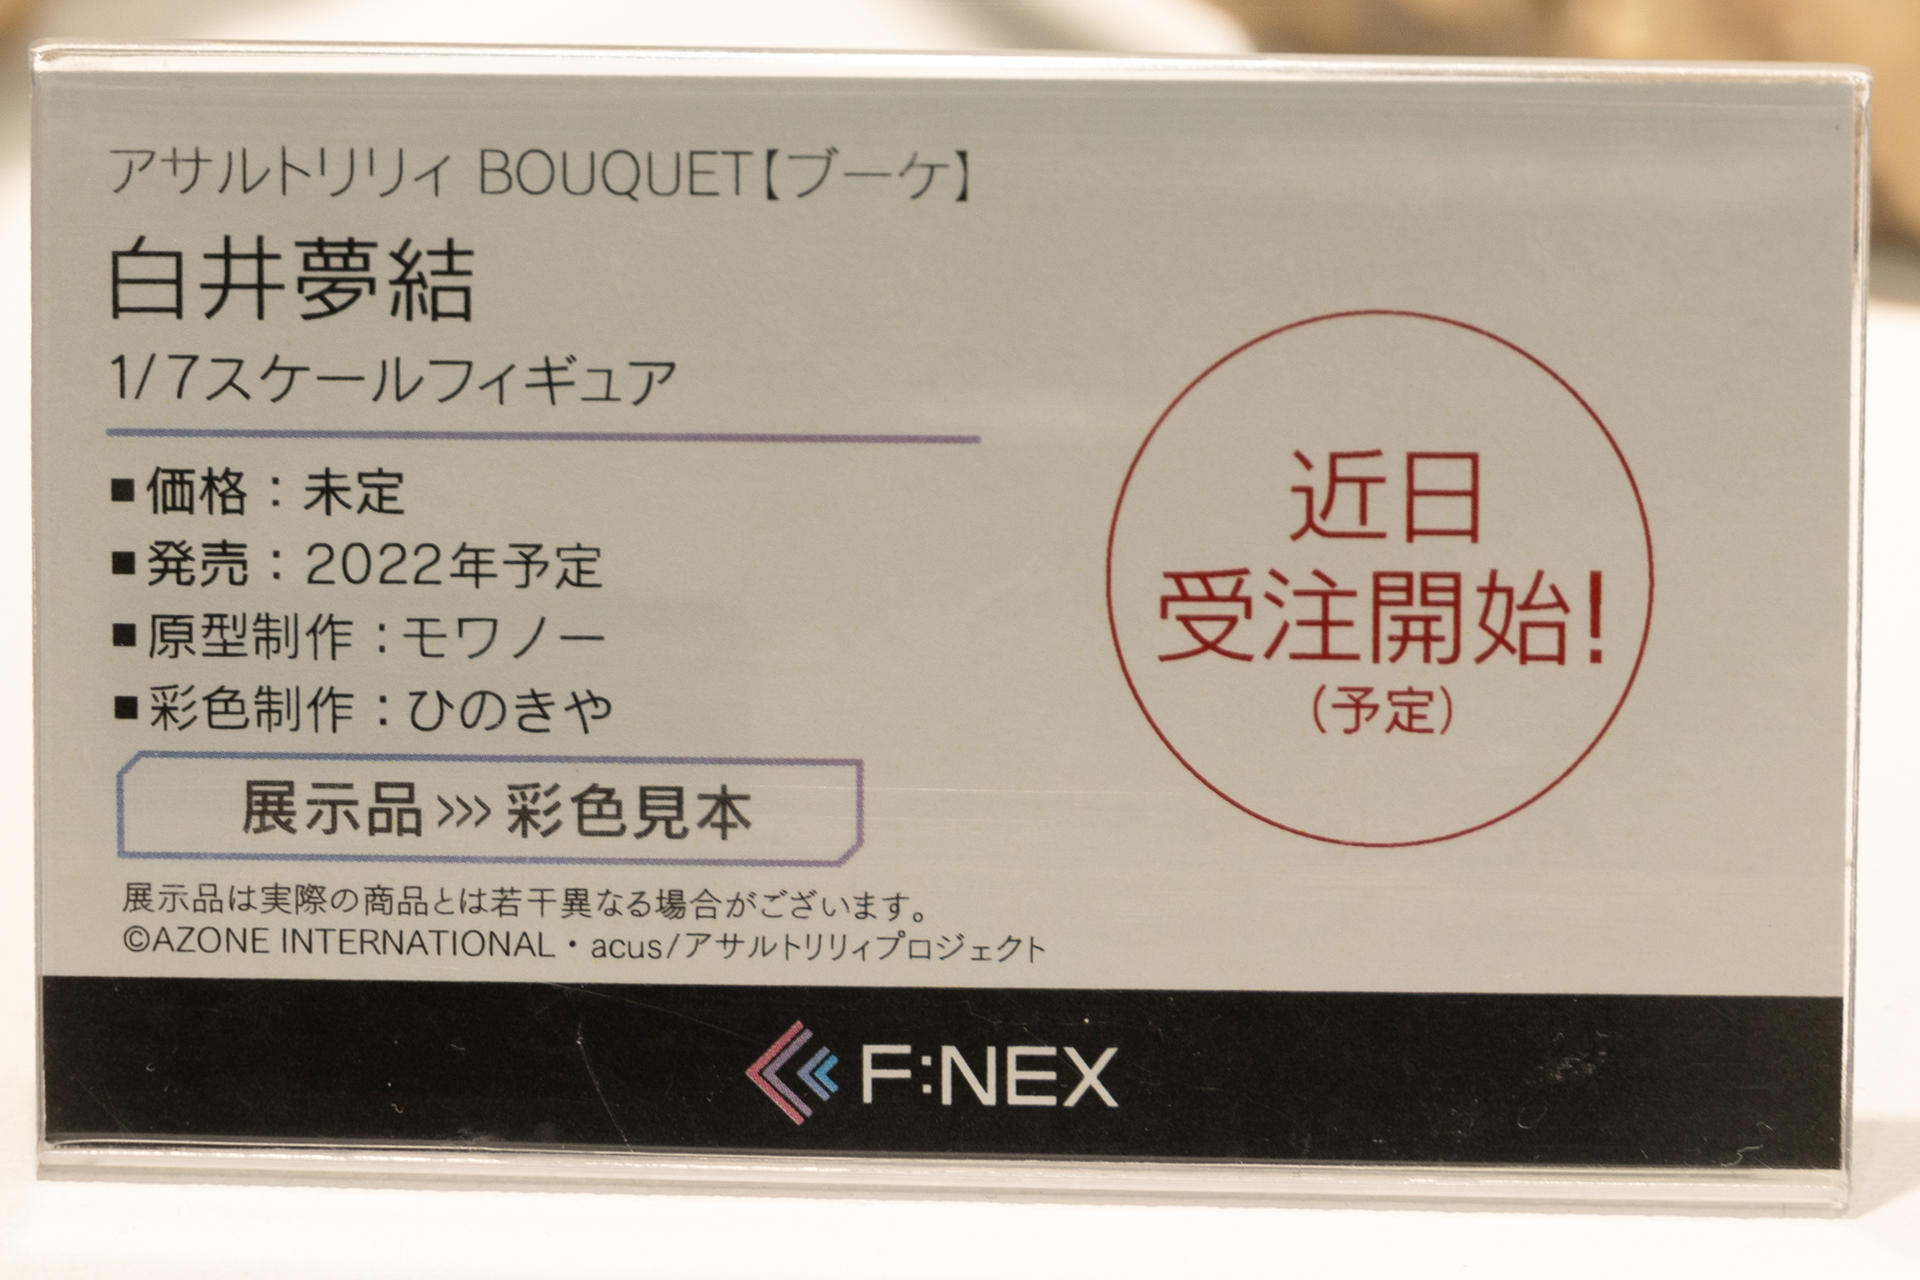 アサルトリリィ BOUQUET【ブーケ】
白井夢結
1/7スケールフィギュア
■価格：未定
■発売：2022年予定
■原型制作：モワノー
■彩色制作：ひのきや
展示品>>>彩色見本
展示品は実際の商品とは若干異なる場合がございます。
©AZONE INTERNATIONAL・acus/アサルトリリィプロジェクト
近日
受注開始!
(予定)
F:NEX